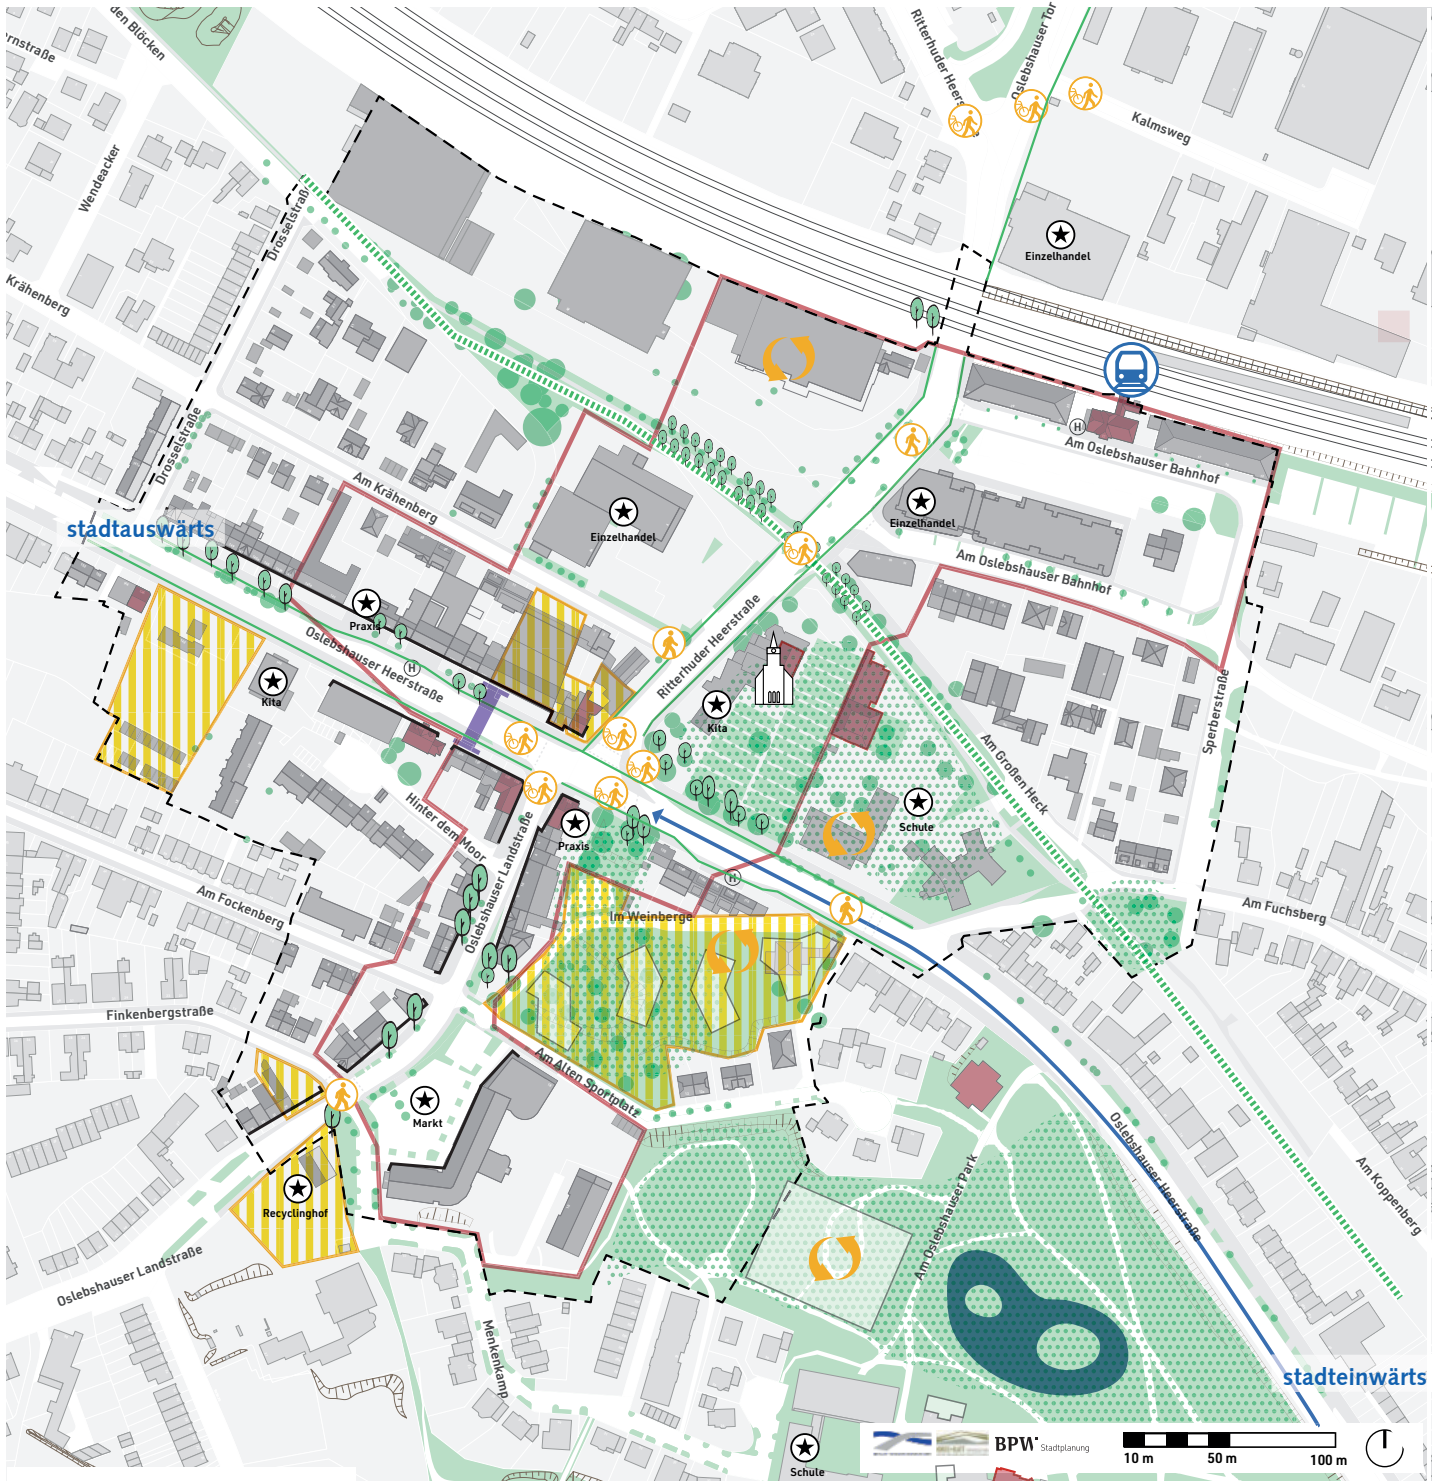 den Blöcken
ernstraße
Wendeacker
Krähenberg
Drosselstraß
Drosselstraße
Ritterhuder Heers
Oslebshauser Tor
Kalmsweg
Einzelhandel
Am Oslebshauser Bahnhof
H
Am Krähenberg
Einzelhandel
Einzelhandel
Am Oslebshauser Bahnhof
stadtauswärts
Praxis
Oslebshauser Heerstraße
H
Kita
Ritterhuder Heerstraße
Kita
Sperberstraße
Am Großen Heck
Hinter dem Moor
Praxis
Schule
Oslebshauser Landstraße
H
Am Fockenberg
Im Weinberge
Am Fuchsberg
Finkenbergstraße
Am Alten Sportplatz
Markt
Oslebshauser Heerstraße
Am Oslebshauser Park
Am Koppenberg
Recyclinghof
Oslebshauser Landstraße
Menkenkamp
stadteinwärts
BPW Stadtplanung
10 m 50 m 100 m
Schule